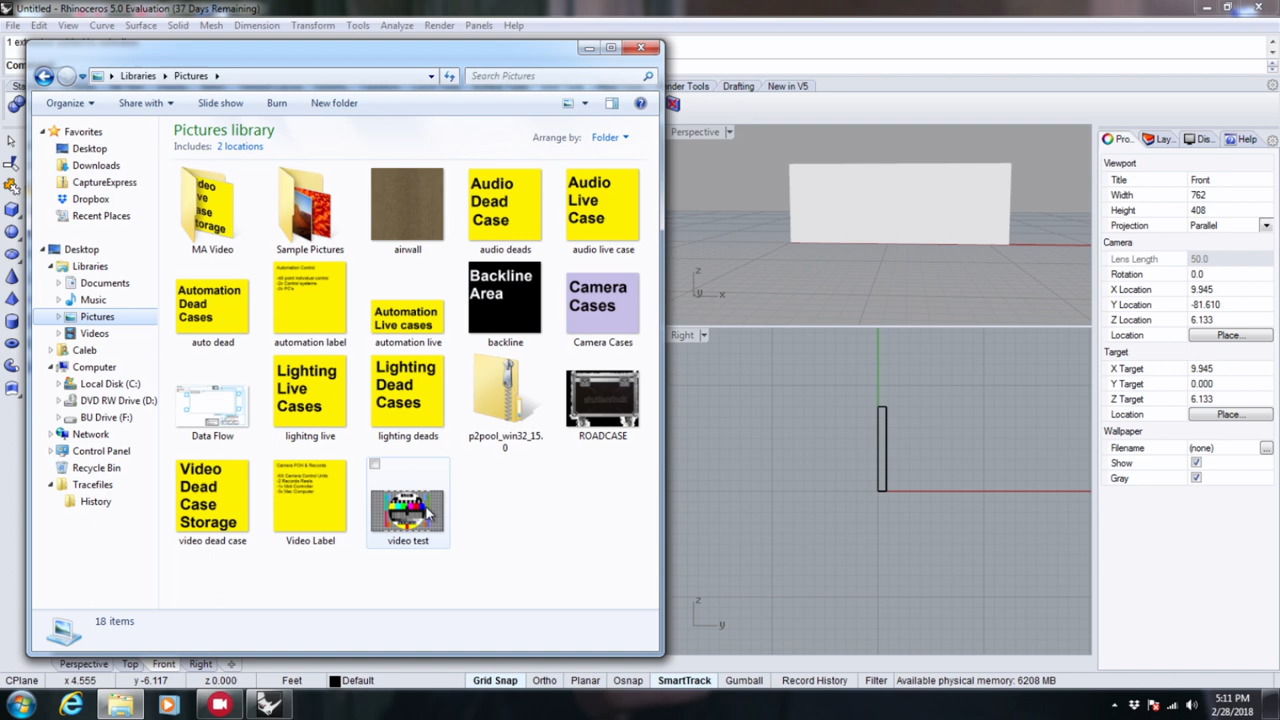 Untitled - Rhinoceros 5.0 Evaluation (37 Days Remaining)
File Edit View Curve Surface Solid Mesh Dimension Transform Tools Analyze Render Panels Help
Libraries Pictures
Search Pictures
Organize Share with Slide show Burn New folder
nder Tools Drafting New in V5
Favorites
Desktop
Downloads
CaptureExpress
Dropbox
Recent Places
Desktop
Libraries
Documents
Music
Pictures
Videos
Caleb
Computer
Local Disk (C:)
DVD RW Drive (D:)
BU Drive (F:)
Network
Control Panel
Recycle Bin
Tracefiles
History
Pictures library
Includes: 2 locations
Arrange by: Folder
MA Video
Sample Pictures
airwall
Audio
Dead
Case
audio deads
Audio
Live
Case
audio live case
Automation
Dead
Cases
auto dead
Automation Control
automation label
Automation
Live cases
automation live
Backline
Area
backline
Camera
Cases
Camera Cases
Data Flow
Lighting
Live
Cases
lighitng live
Lighting
Dead
Cases
lighting deads
p2pool_win32_15.
0
ROADCASE
Video
Dead
Case
Storage
video dead case
Video Label
video test
18 items
Perspective
z
y x
Right
z
y
Pro... Lay... Dis... Help
Viewport
Title Front
Width 762
Height 408
Projection Parallel
Camera
Lens Length 50.0
Rotation 0.0
X Location 9.945
Y Location -81.610
Z Location 6.133
Location Place...
Target
X Target 9.945
Y Target 0.000
Z Target 6.133
Location Place...
Wallpaper
Filename (none) ...
Show
Gray
Perspective Top Front Right
CPlane x 4.555 y -6.117 z 0.000 Feet Default Grid Snap Ortho Planar Osnap SmartTrack Gumball Record History Filter Available physical memory: 6208 MB
5:11 PM
2/28/2018